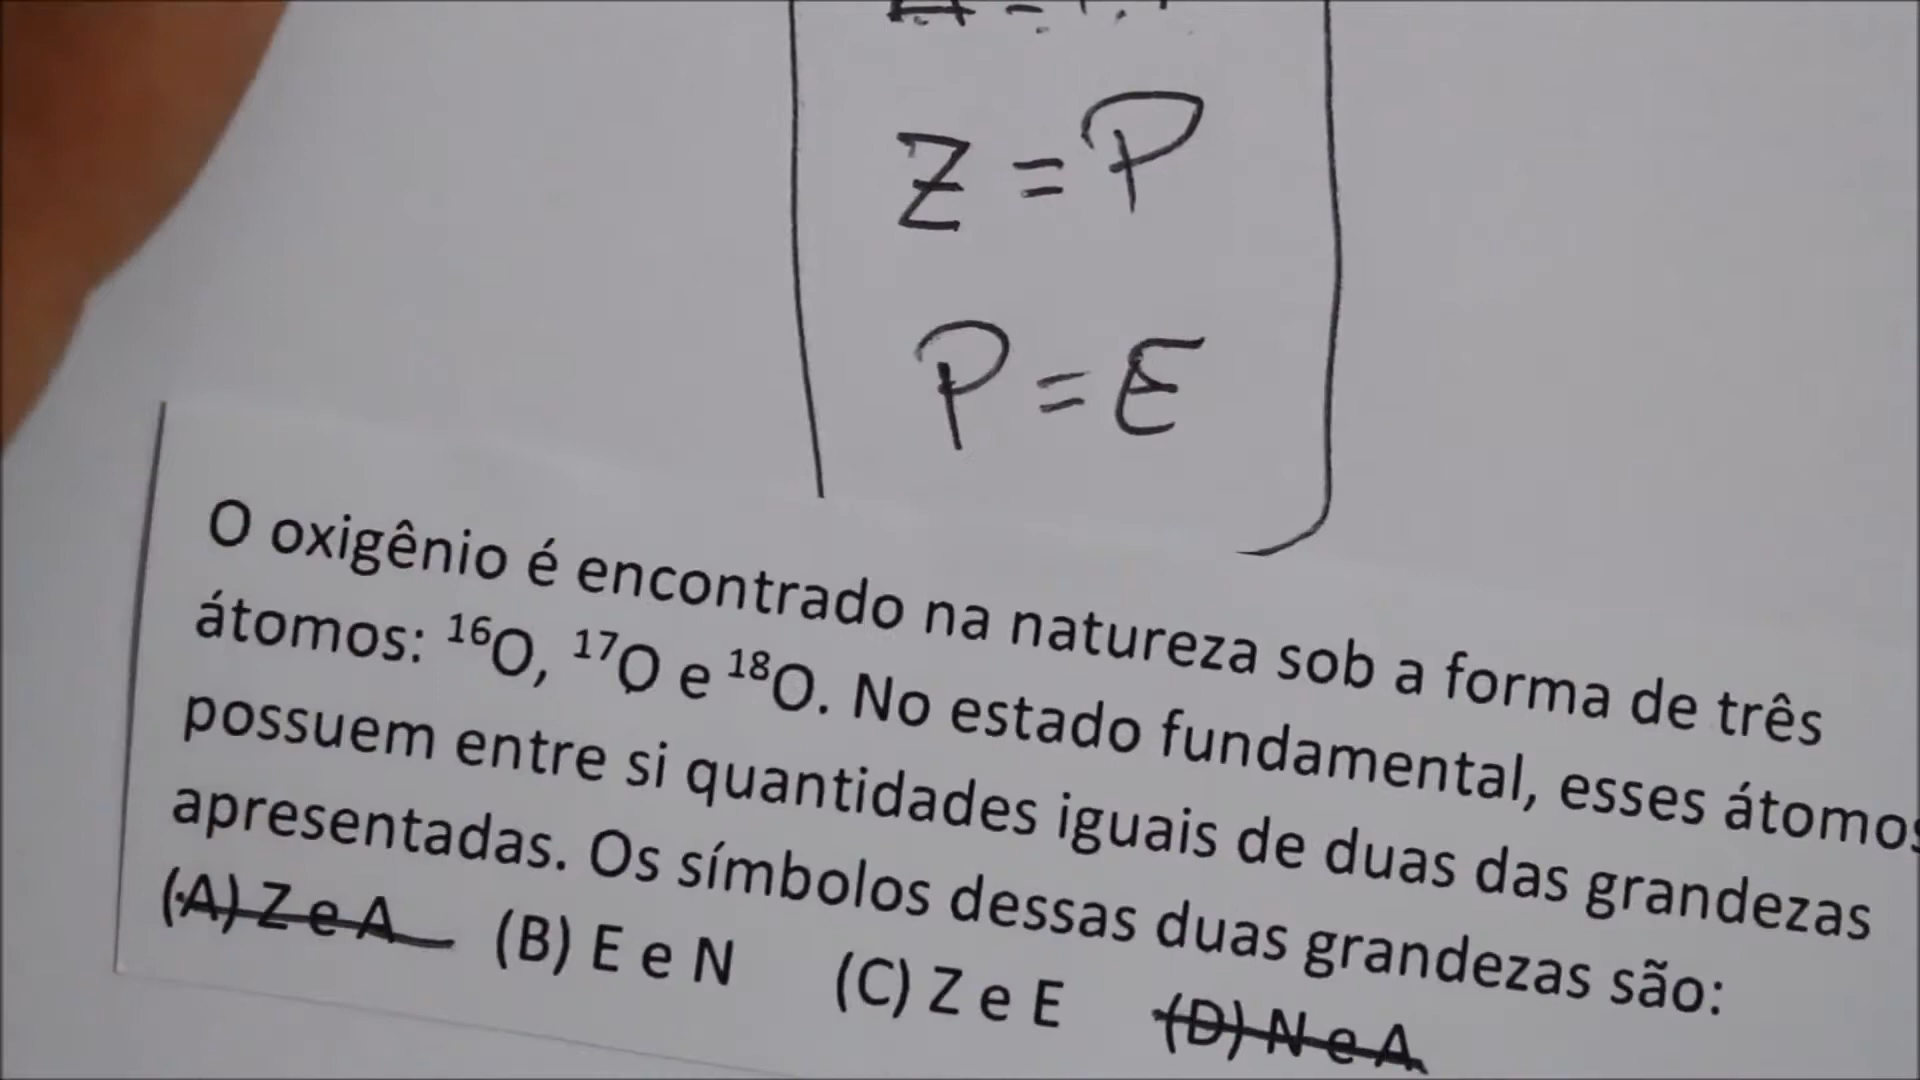 Z = P
P = E
O oxigênio é encontrado na natureza sob a forma de três
átomos: ¹⁶O, ¹⁷O e ¹⁸O. No estado fundamental, esses átomos
possuem entre si quantidades iguais de duas das grandezas
apresentadas. Os símbolos dessas duas grandezas são:
(A) Z e A (B) E e N (C) Z e E (D) N e A